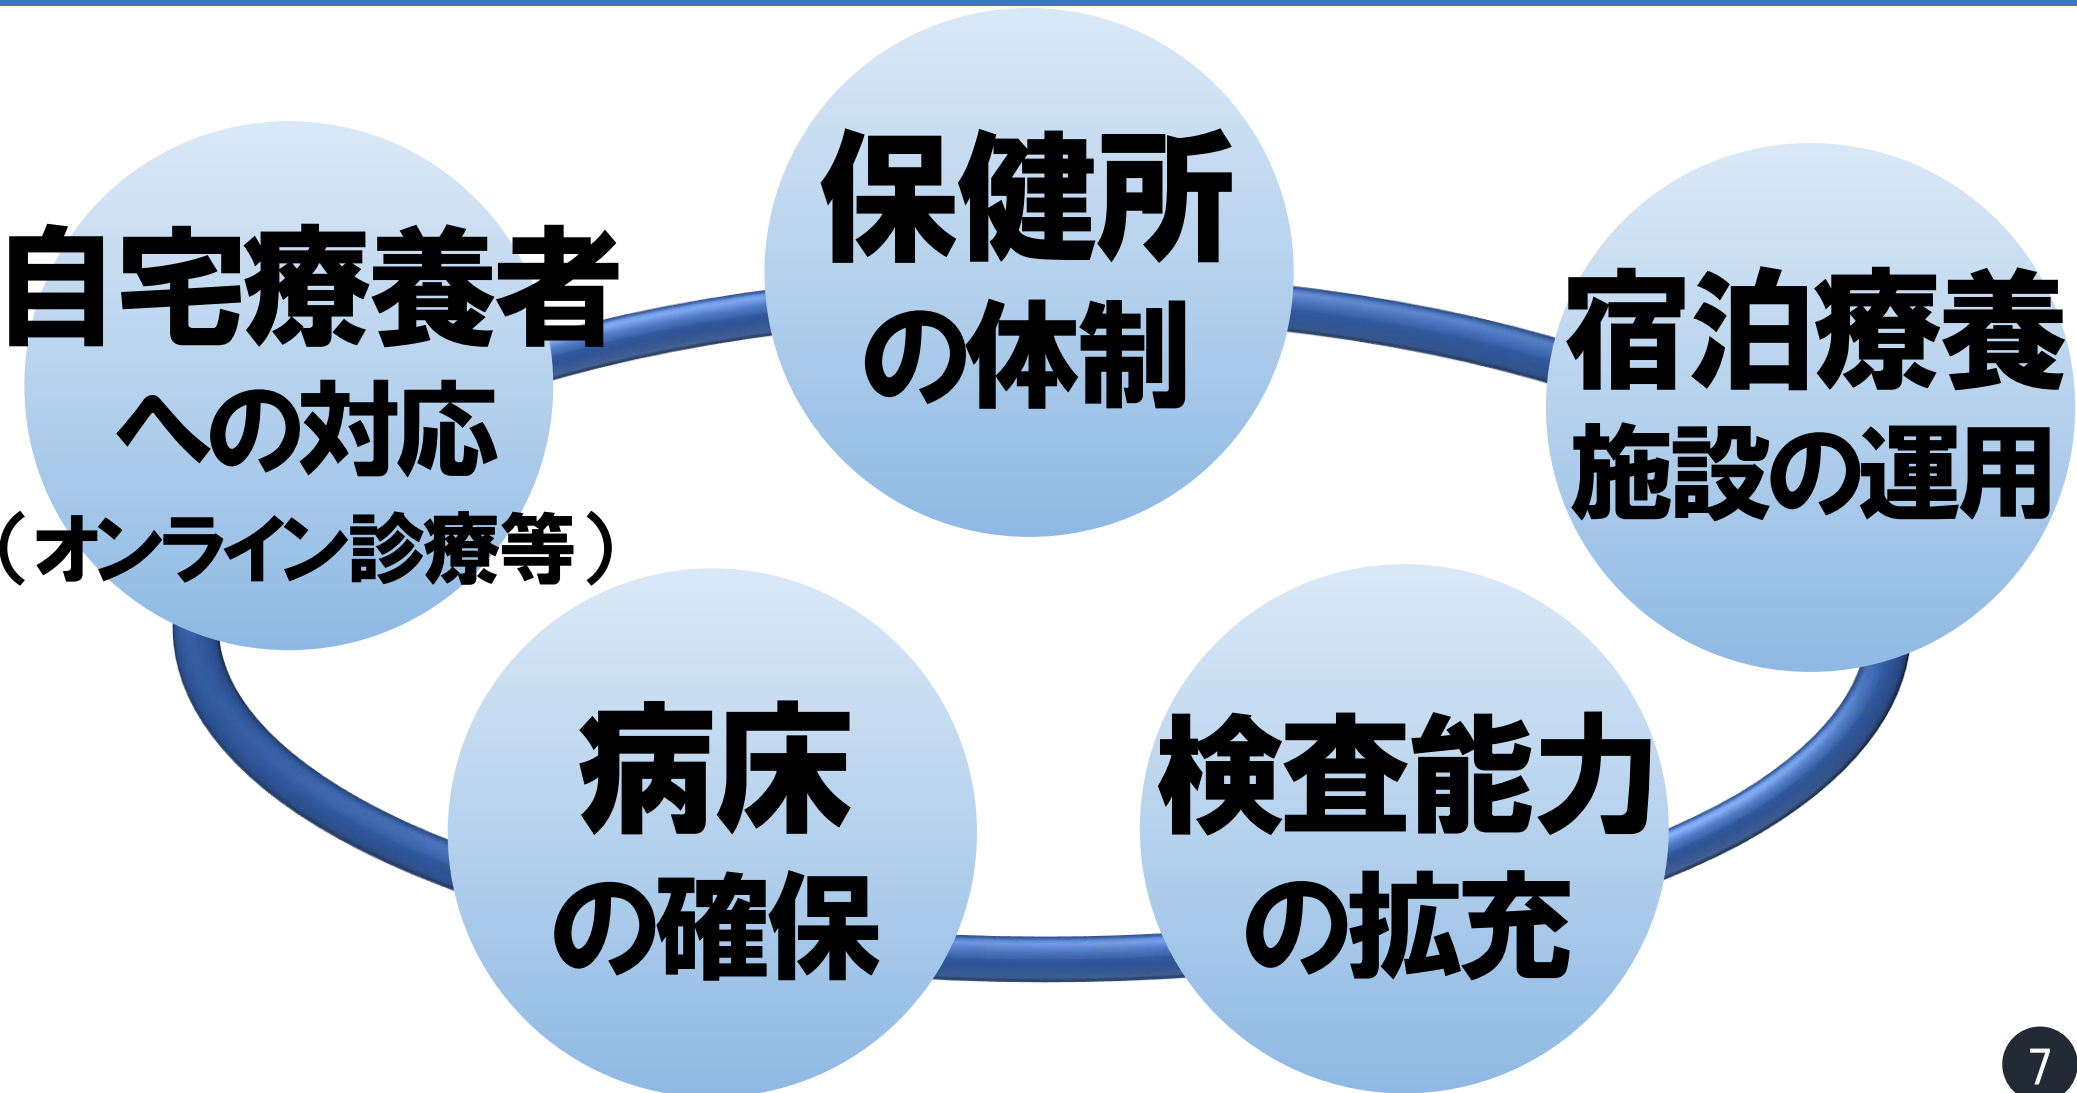 保健所
の体制
自宅療養者
への対応
（オンライン診療等）
宿泊療養
施設の運用
病床
の確保
検査能力
の拡充
7